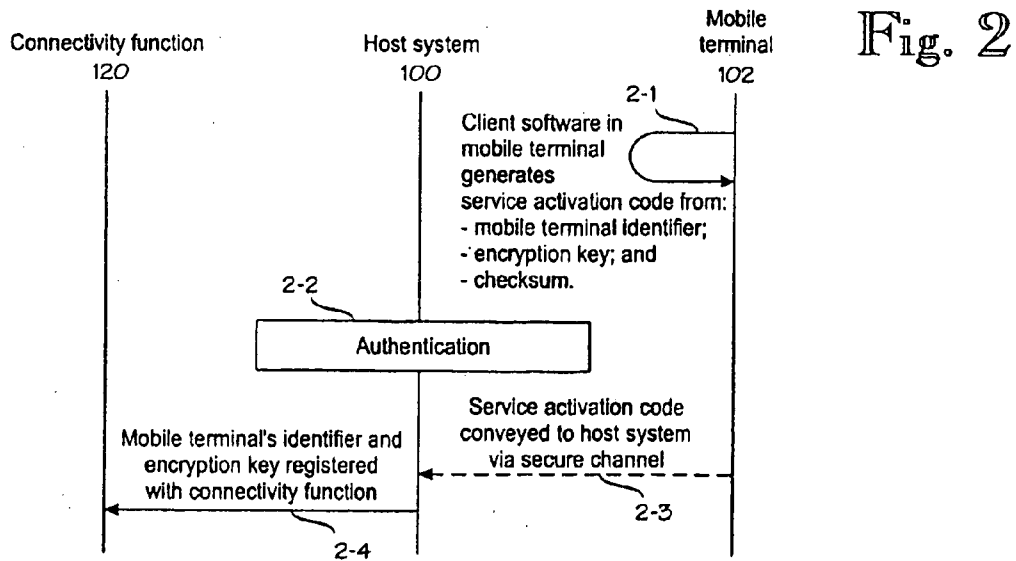 Fig. 2
Connectivity function
120
Host system
100
Mobile
terminal
102
2-1
Client software in
mobile terminal
generates
service activation code from:
- mobile terminal identifier;
- encryption key; and
- checksum.
2-2
Authentication
Service activation code
conveyed to host system
via secure channel
2-3
Mobile terminal's identifier and
encryption key registered
with connectivity function
2-4